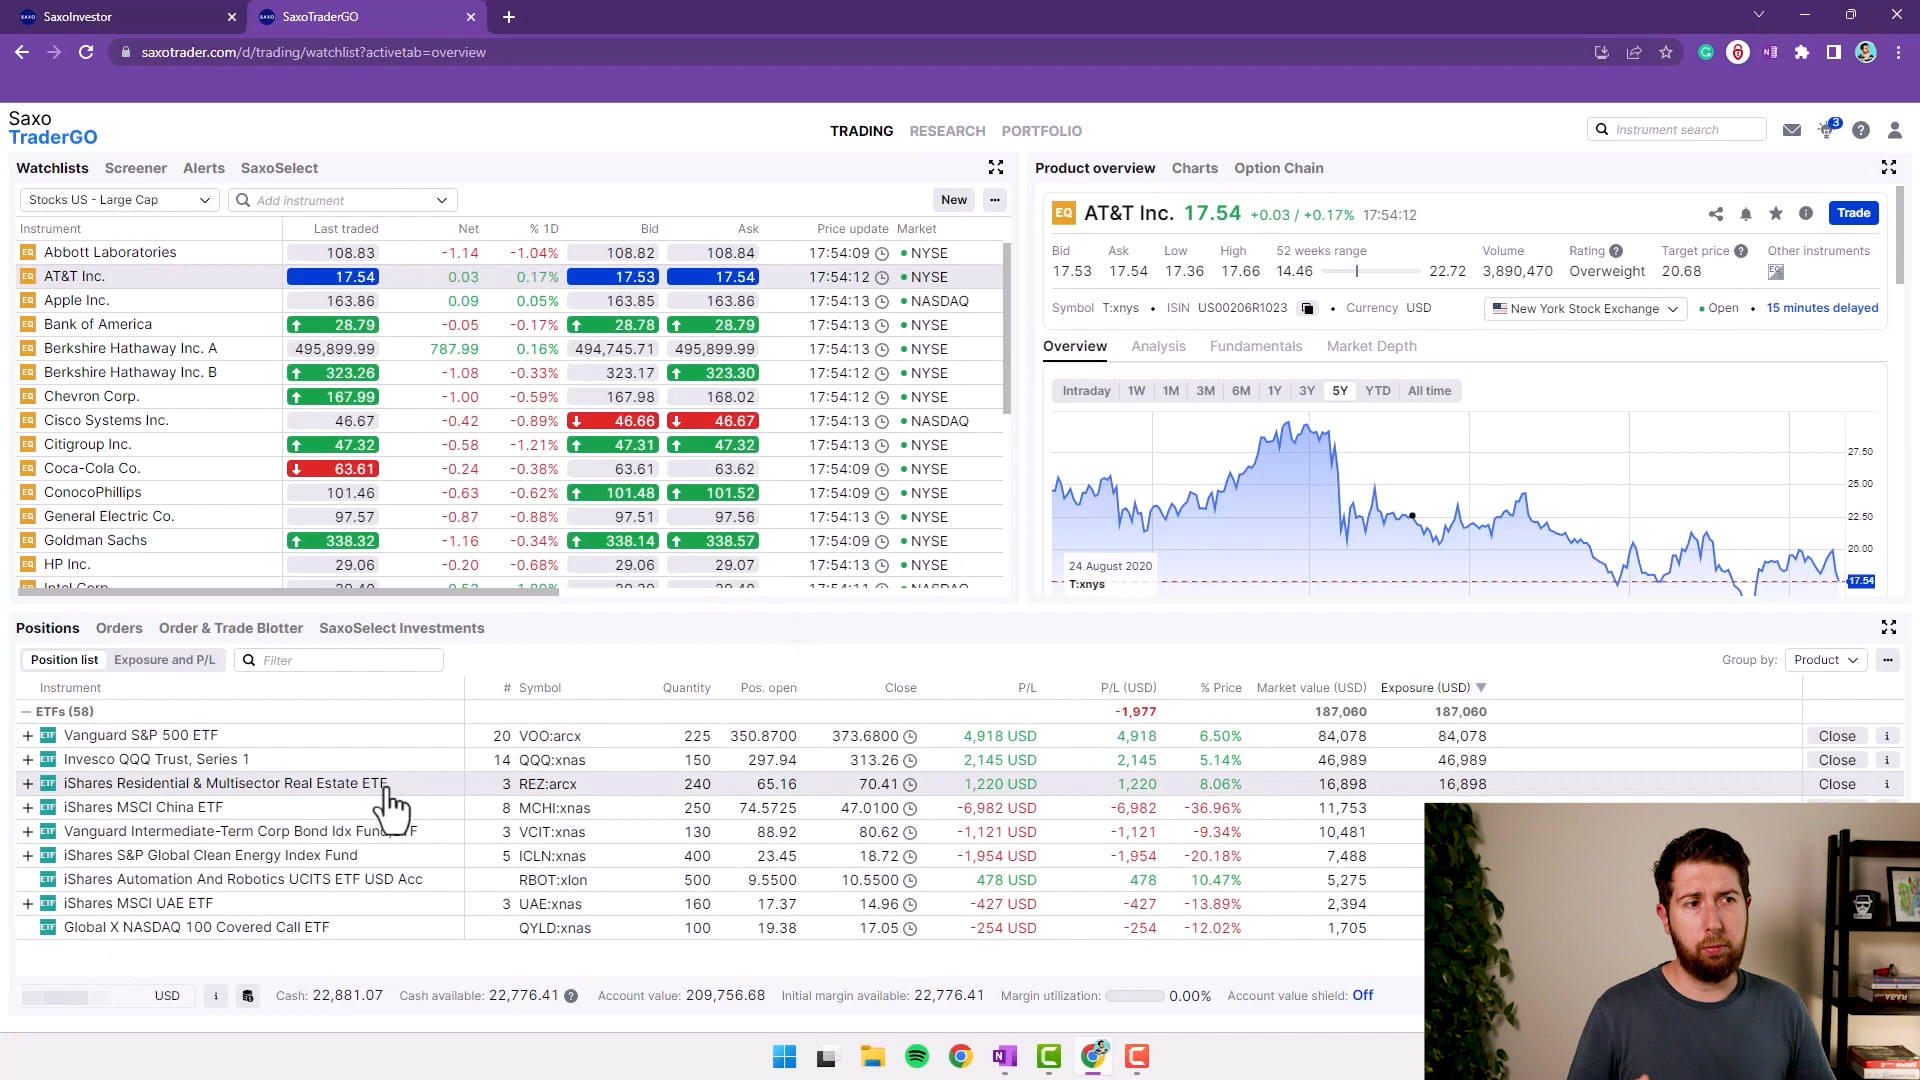 SaxoInvestor
SaxoTraderGO
saxotrader.com/d/trading/watchlist?activetab=overview
Saxo
TraderGO
TRADING RESEARCH PORTFOLIO
Instrument search
3
Watchlists Screener Alerts SaxoSelect
Stocks US - Large Cap
Add instrument
New
Instrument Last traded Net % 1D Bid Ask Price update Market
EQ Abbott Laboratories 108.83 -1.14 -1.04% 108.82 108.84 17:54:09 NYSE
EQ AT&T Inc. 17.54 0.03 0.17% 17.53 17.54 17:54:12 NYSE
EQ Apple Inc. 163.86 0.09 0.05% 163.85 163.86 17:54:13 NASDAQ
EQ Bank of America 28.79 -0.05 -0.17% 28.78 28.79 17:54:13 NYSE
EQ Berkshire Hathaway Inc. A 495,899.99 787.99 0.16% 494,745.71 495,899.99 17:54:13 NYSE
EQ Berkshire Hathaway Inc. B 323.26 -1.08 -0.33% 323.17 323.30 17:54:12 NYSE
EQ Chevron Corp. 167.99 -1.00 -0.59% 167.98 168.02 17:54:12 NYSE
EQ Cisco Systems Inc. 46.67 -0.42 -0.89% 46.66 46.67 17:54:13 NASDAQ
EQ Citigroup Inc. 47.32 -0.58 -1.21% 47.31 47.32 17:54:13 NYSE
EQ Coca-Cola Co. 63.61 -0.24 -0.38% 63.61 63.62 17:54:09 NYSE
EQ ConocoPhillips 101.46 -0.63 -0.62% 101.48 101.52 17:54:09 NYSE
EQ General Electric Co. 97.57 -0.87 -0.88% 97.51 97.56 17:54:13 NYSE
EQ Goldman Sachs 338.32 -1.16 -0.34% 338.14 338.57 17:54:09 NYSE
EQ HP Inc. 29.06 -0.20 -0.68% 29.06 29.07 17:54:13 NYSE
Product overview Charts Option Chain
EQ AT&T Inc. 17.54 +0.03 / +0.17% 17:54:12
Trade
Bid Ask Low High 52 weeks range Volume Rating Target price Other instruments
17.53 17.54 17.36 17.66 14.46 22.72 3,890,470 Overweight 20.68
Symbol T:xnys • ISIN US00206R1023 • Currency USD
New York Stock Exchange
Open • 15 minutes delayed
Overview Analysis Fundamentals Market Depth
Intraday 1W 1M 3M 6M 1Y 3Y 5Y YTD All time
27.50
25.00
22.50
20.00
17.54
24 August 2020
T:xnys
Positions Orders Order & Trade Blotter SaxoSelect Investments
Position list Exposure and P/L
Filter
Group by: Product
Instrument # Symbol Quantity Pos. open Close P/L P/L (USD) % Price Market value (USD) Exposure (USD)
ETFs (58) -1,977 187,060 187,060
ETF Vanguard S&P 500 ETF 20 VOO:arcx 225 350.8700 373.6800 4,918 USD 4,918 6.50% 84,078 84,078 Close i
ETF Invesco QQQ Trust, Series 1 14 QQQ:xnas 150 297.94 313.26 2,145 USD 2,145 5.14% 46,989 46,989 Close i
ETF iShares Residential & Multisector Real Estate ETF 3 REZ:arcx 240 65.16 70.41 1,220 USD 1,220 8.06% 16,898 16,898 Close i
ETF iShares MSCI China ETF 8 MCHI:xnas 250 74.5725 47.0100 -6,982 USD -6,982 -36.96% 11,753
ETF Vanguard Intermediate-Term Corp Bond Idx Fund 3 VCIT:xnas 130 88.92 80.62 -1,121 USD -1,121 -9.34% 10,481
ETF iShares S&P Global Clean Energy Index Fund 5 ICLN:xnas 400 23.45 18.72 -1,954 USD -1,954 -20.18% 7,488
ETF iShares Automation And Robotics UCITS ETF USD Acc RBOT:xlon 500 9.5500 10.5500 478 USD 478 10.47% 5,275
ETF iShares MSCI UAE ETF 3 UAE:xnas 160 17.37 14.96 -427 USD -427 -13.89% 2,394
ETF Global X NASDAQ 100 Covered Call ETF QYLD:xnas 100 19.38 17.05 -254 USD -254 -12.02% 1,705
USD i Cash: 22,881.07 Cash available: 22,776.41 Account value: 209,756.68 Initial margin available: 22,776.41 Margin utilization: 0.00% Account value shield: Off